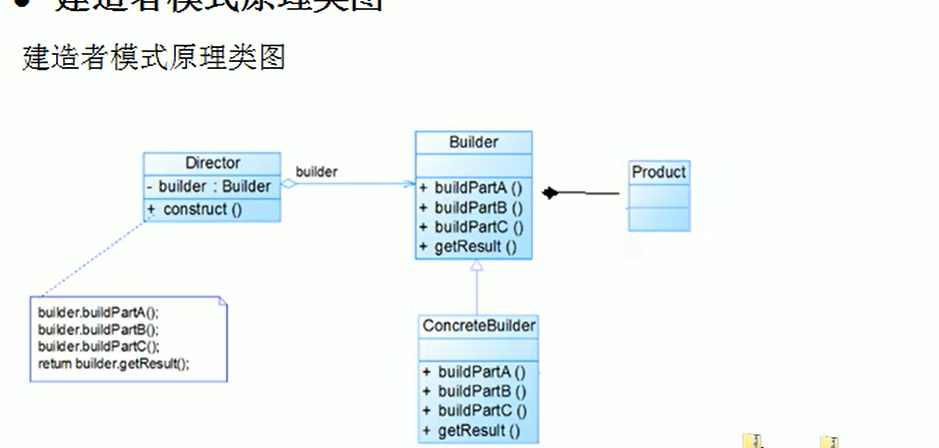 ● 建造者模式原理类图
建造者模式原理类图
Director
- builder : Builder
+ construct ()
builder
Builder
+ buildPartA ()
+ buildPartB ()
+ buildPartC ()
+ getResult ()
Product
builder.buildPartA();
builder.buildPartB();
builder.buildPartC();
return builder.getResult();
ConcreteBuilder
+ buildPartA ()
+ buildPartB ()
+ buildPartC ()
+ getResult ()